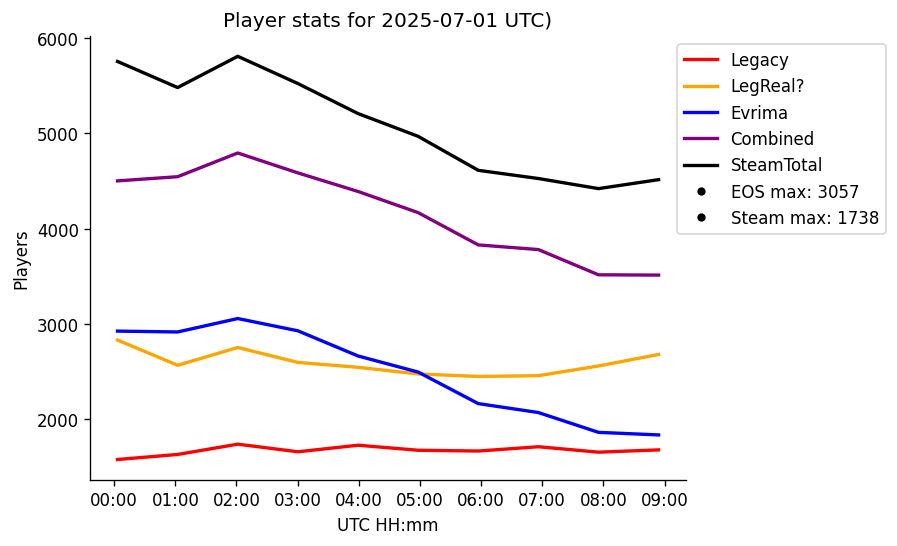 Player stats for 2025-07-01 UTC)
6000
5000
4000
3000
2000
Players
00:00 01:00 02:00 03:00 04:00 05:00 06:00 07:00 08:00 09:00
UTC HH:mm
Legacy
LegReal?
Evrima
Combined
SteamTotal
EOS max: 3057
Steam max: 1738